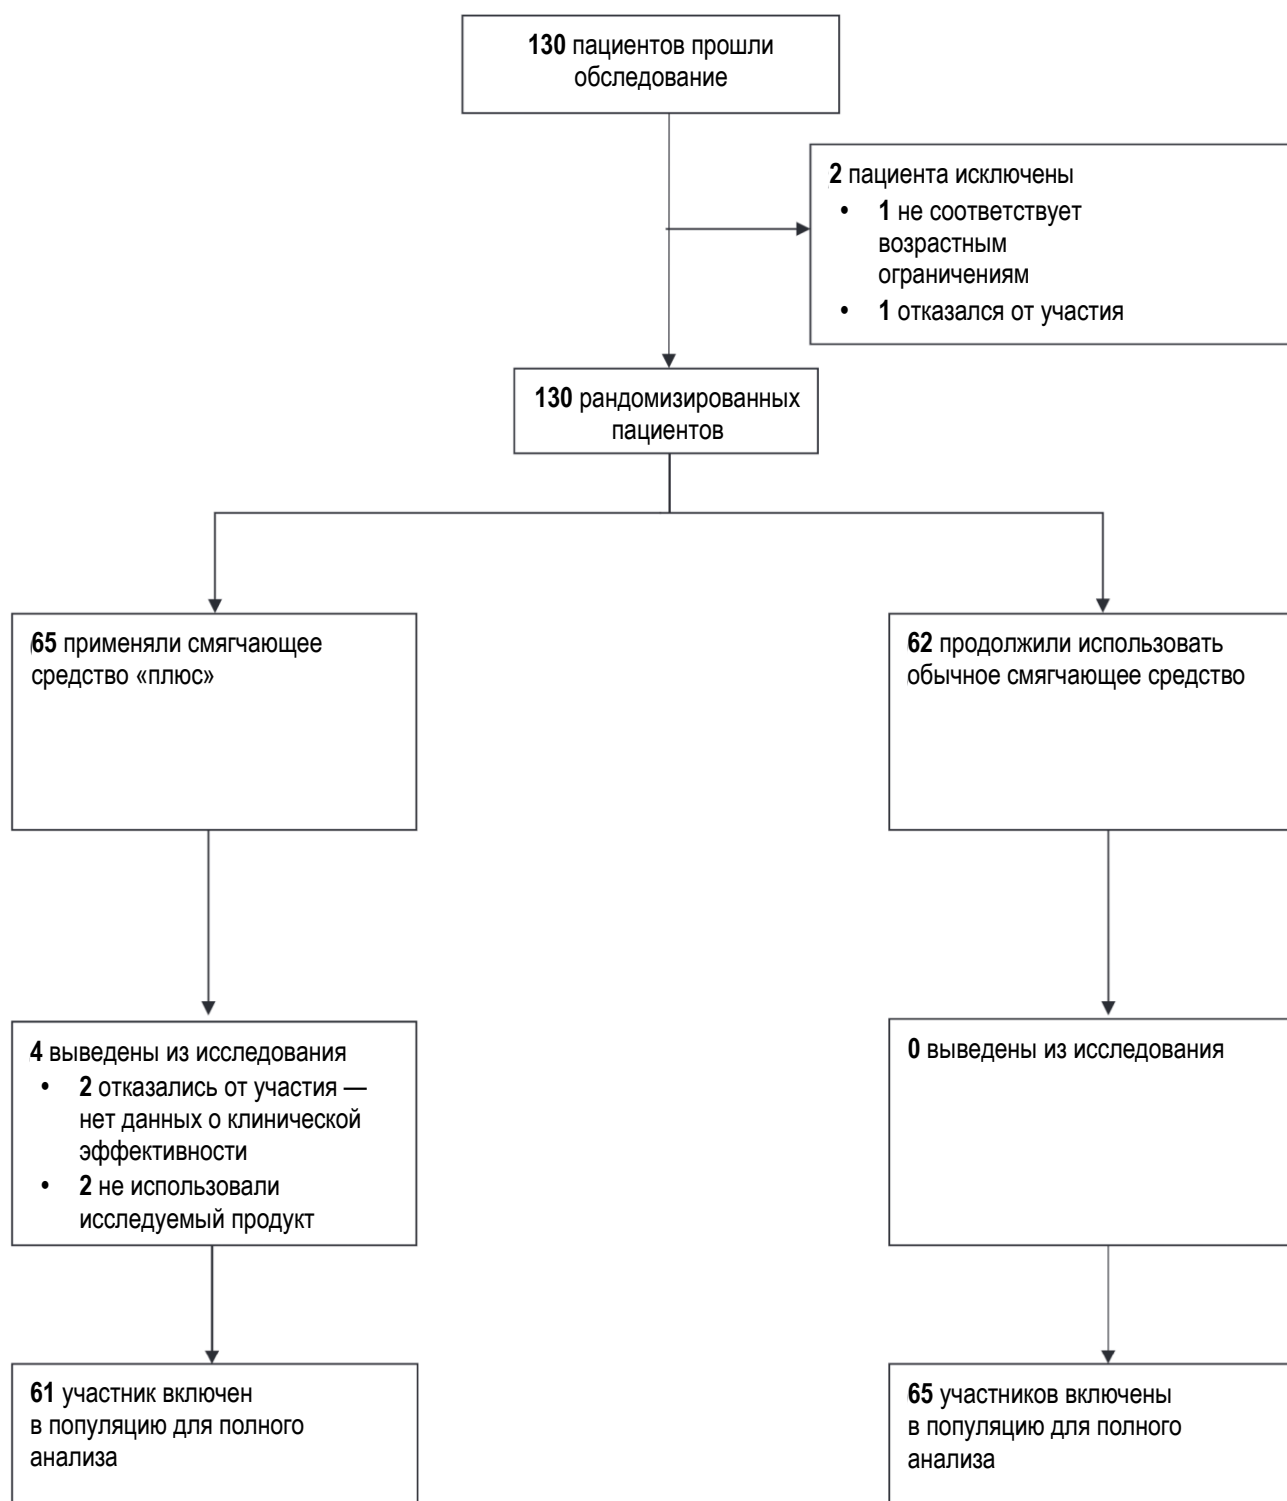 130 пациентов прошли
обследование
2 пациента исключены
• 1 не соответствует
возрастным
ограничениям
• 1 отказался от участия
130 рандомизированных
пациентов
65 применяли смягчающее
средство «плюс»
62 продолжили использовать
обычное смягчающее средство
4 выведены из исследования
• 2 отказались от участия —
нет данных о клинической
эффективности
• 2 не использовали
исследуемый продукт
0 выведены из исследования
61 участник включен
в популяцию для полного
анализа
65 участников включены
в популяцию для полного
анализа